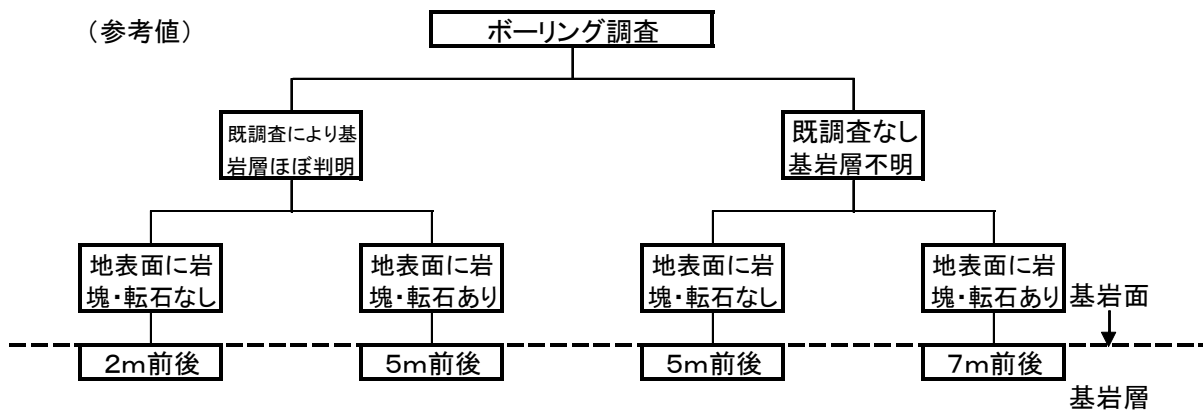 （参考値）
ボーリング調査
既調査により基
岩層ほぼ判明
既調査なし
基岩層不明
地表面に岩
塊・転石なし
地表面に岩
塊・転石あり
地表面に岩
塊・転石なし
地表面に岩
塊・転石あり
基岩面
2m前後
5m前後
5m前後
7m前後
基岩層